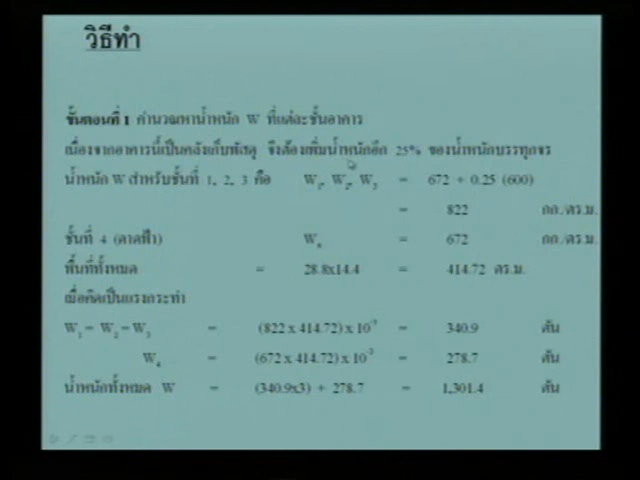 วิธีทำ
ขั้นตอนที่ 1 คำนวณหาน้ำหนัก W ที่แต่ละชั้นอาคาร
เนื่องจากอาคารนี้เป็นคลังเก็บพัสดุ จึงต้องเพิ่มน้ำหนักอีก 25% ของน้ำหนักบรรทุกจร
น้ำหนัก W สำหรับชั้นที่ 1, 2, 3 คือ W₁, W₂, W₃ = 672 + 0.25 (600)
= 822 กก./ตร.ม.
ชั้นที่ 4 (ดาดฟ้า) W₄ = 672 กก./ตร.ม.
พื้นที่ทั้งหมด = 28.8x14.4 = 414.72 ตร.ม.
เมื่อคิดเป็นแรงกระทำ
W₁ = W₂ = W₃ = (822 x 414.72) x 10⁻³ = 340.9 ตัน
W₄ = (672 x 414.72) x 10⁻³ = 278.7 ตัน
น้ำหนักทั้งหมด W = (340.9x3) + 278.7 = 1,301.4 ตัน